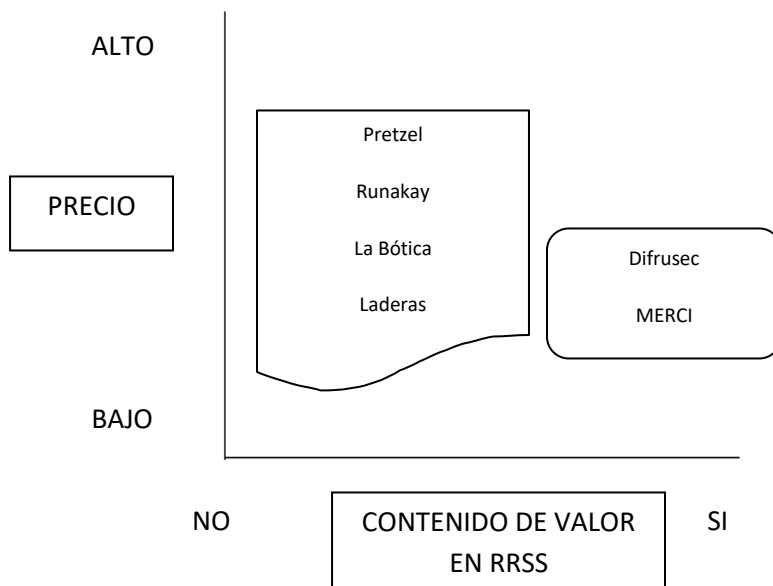 ALTO
Pretzel
Runakay
PRECIO
La Bótica
Difrusec
Laderas
MERCI
BAJO
NO
CONTENIDO DE VALOR
EN RRSS
SI